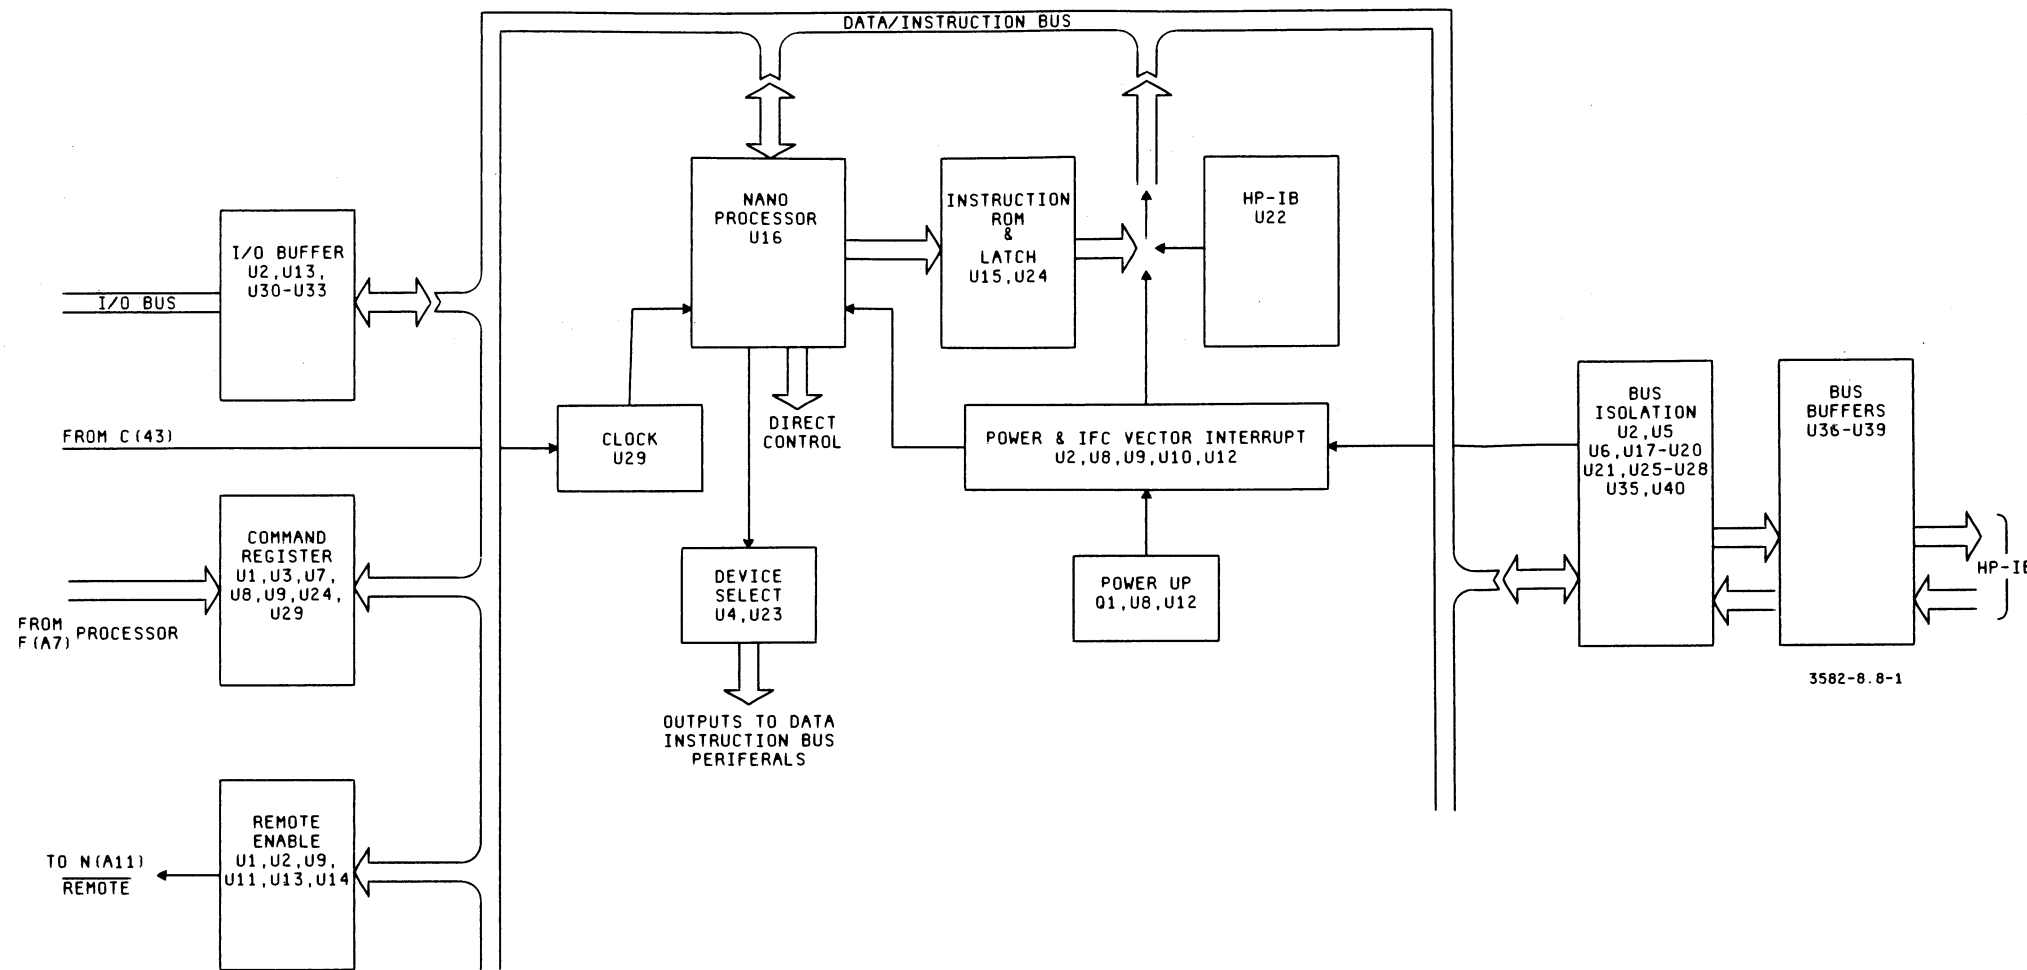 DATA/INSTRUCTION BUS
I/O BUFFER
U2,U13,
U30-U33
I/O BUS
NANO
PROCESSOR
U16
INSTRUCTION
ROM
&
LATCH
U15,U24
HP-IB
U22
FROM C(43)
CLOCK
U29
DIRECT
CONTROL
POWER & IFC VECTOR INTERRUPT
U2,U8,U9,U10,U12
BUS
ISOLATION
U2,U5
U6,U17-U20
U21,U25-U28
U35,U40
BUS
BUFFERS
U36-U39
COMMAND
REGISTER
U1,U3,U7,
U8,U9,U24,
U29
FROM PROCESSOR
F(A7)
DEVICE
SELECT
U4,U23
POWER UP
Q1,U8,U12
HP-IB
3582-8.8-1
OUTPUTS TO DATA
INSTRUCTION BUS
PERIFERALS
REMOTE
ENABLE
U1,U2,U9,
U11,U13,U14
TO N(A11)
REMOTE